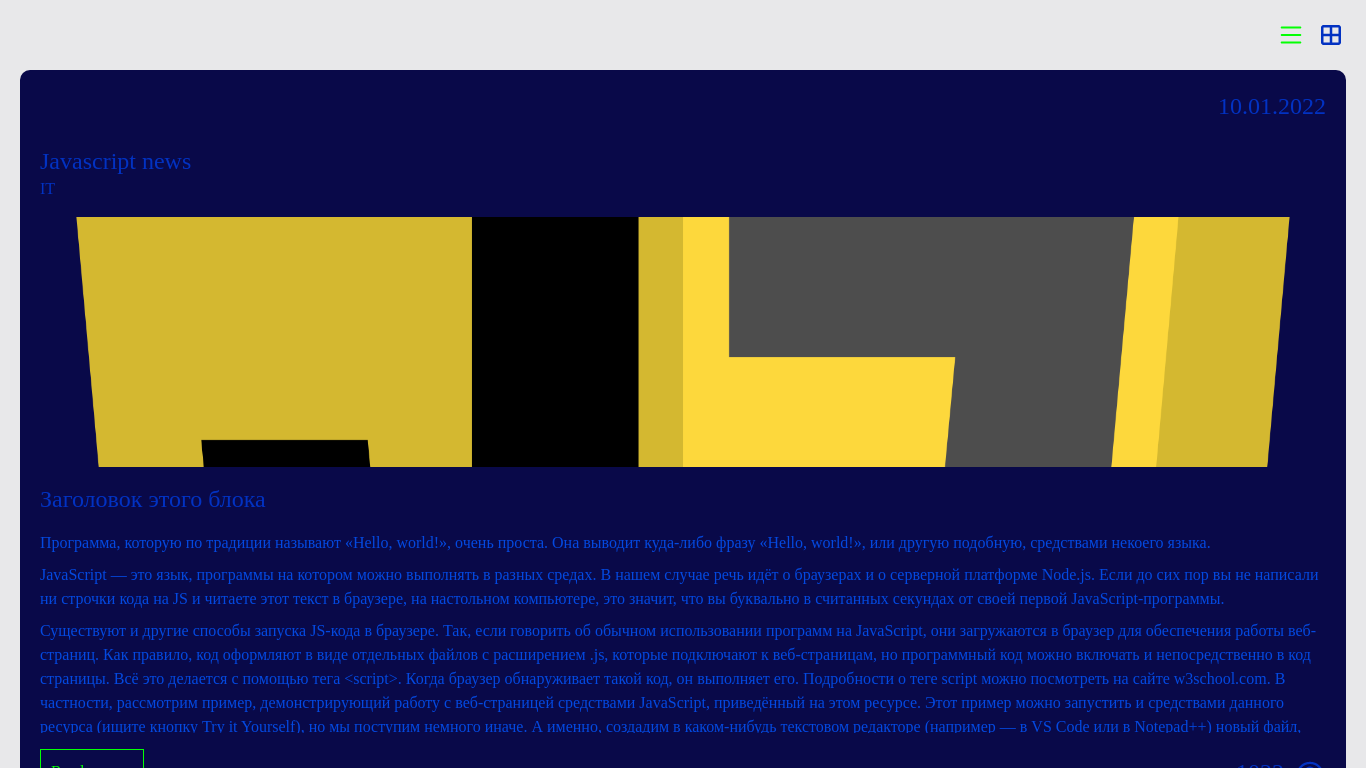 10.01.2022
Javascript news
IT
Заголовок этого блока
Программа, которую по традиции называют «Hello, world!», очень проста. Она выводит куда-либо фразу «Hello, world!», или другую подобную, средствами некоего языка.
JavaScript — это язык, программы на котором можно выполнять в разных средах. В нашем случае речь идёт о браузерах и о серверной платформе Node.js. Если до сих пор вы не написали
ни строчки кода на JS и читаете этот текст в браузере, на настольном компьютере, это значит, что вы буквально в считанных секундах от своей первой JavaScript-программы.
Существуют и другие способы запуска JS-кода в браузере. Так, если говорить об обычном использовании программ на JavaScript, они загружаются в браузер для обеспечения работы веб-
страниц. Как правило, код оформляют в виде отдельных файлов с расширением .js, которые подключают к веб-страницам, но программный код можно включать и непосредственно в код
страницы. Всё это делается с помощью тега <script>. Когда браузер обнаруживает такой код, он выполняет его. Подробности о теге script можно посмотреть на сайте w3school.com. В
частности, рассмотрим пример, демонстрирующий работу с веб-страницей средствами JavaScript, приведённый на этом ресурсе. Этот пример можно запустить и средствами данного
ресурса (ищите кнопку Try it Yourself), но мы поступим немного иначе. А именно, создадим в каком-нибудь текстовом редакторе (например — в VS Code или в Notepad++) новый файл,